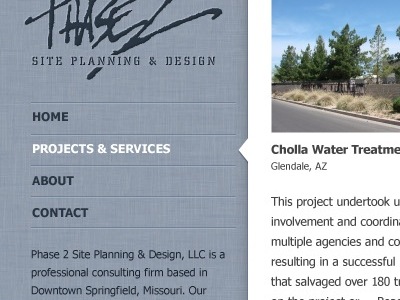 PHASE 2
SITE PLANNING & DESIGN
HOME
PROJECTS & SERVICES
ABOUT
CONTACT
Phase 2 Site Planning & Design, LLC is a
professional consulting firm based in
Downtown Springfield, Missouri. Our
Cholla Water Treatme
Glendale, AZ
This project undertook u
involvement and coordina
multiple agencies and co
resulting in a successful
that salvaged over 180 tr